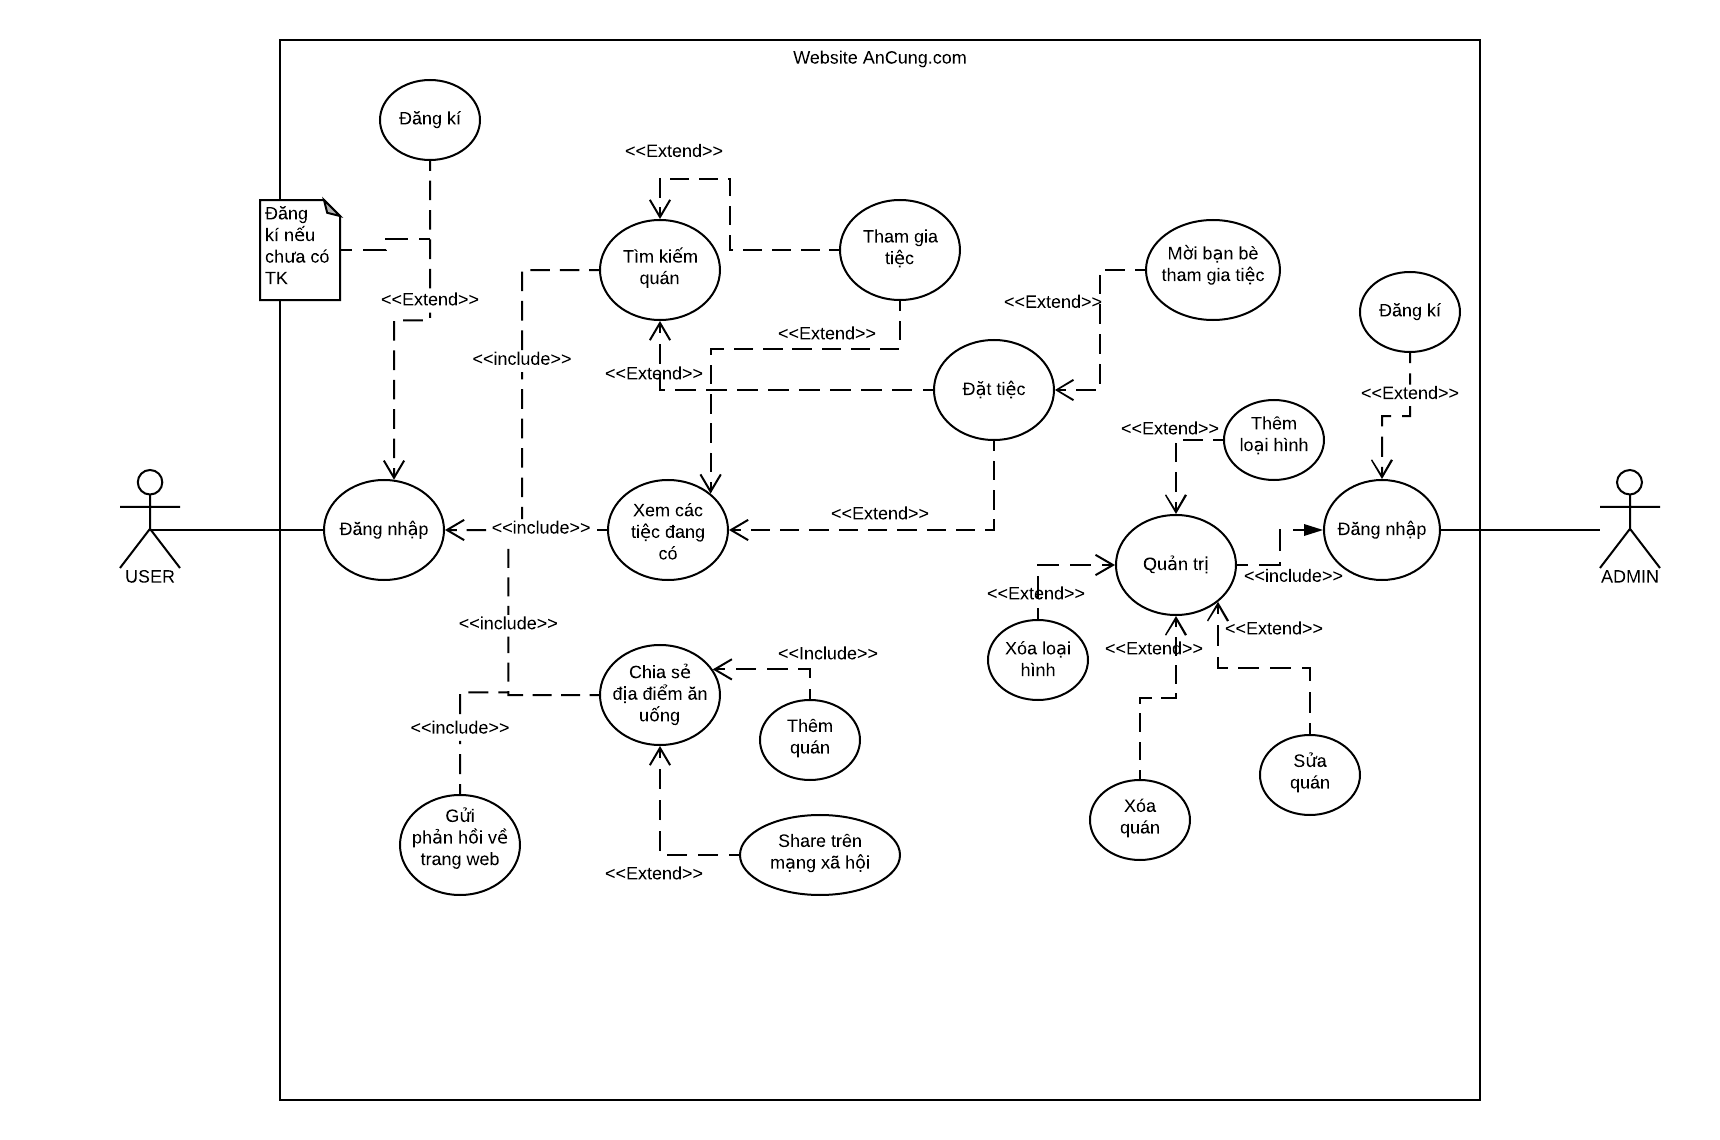 Website AnCung.com
Đăng kí
<<Extend>>
Đăng
kí nếu
chưa có
TK
Tham gia
tiệc
Mời bạn bè
tham gia tiệc
Tìm kiếm
quán
<<Extend>>
<<Extend>>
Đăng kí
<<Extend>>
<<include>>
<<Extend>>
Đặt tiệc
<<Extend>>
Thêm
loại hình
<<Extend>>
USER
Đăng nhập
<<include>>
Xem các
tiệc đang
có
<<Extend>>
Quản trị
<<include>>
Đăng nhập
ADMIN
<<Extend>>
<<include>>
<<Extend>>
<<Extend>>
Xóa loại
hình
<<Include>>
Chia sẻ
địa điểm ăn
uống
Thêm
quán
<<include>>
Sửa
quán
Gửi
phản hồi về
trang web
Xóa
quán
Share trên
mạng xã hội
<<Extend>>